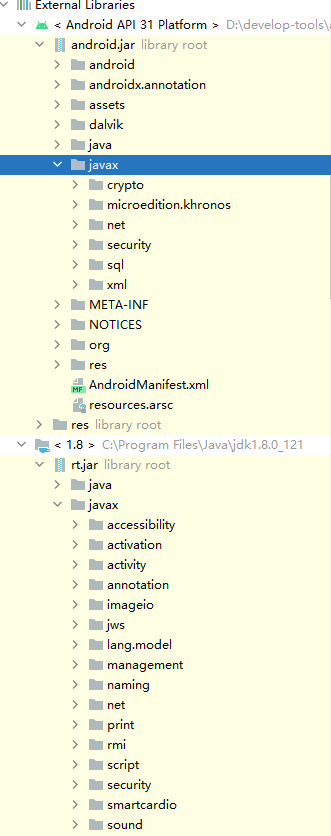 External Libraries
< Android API 31 Platform > D:\develop-tools\
android.jar library root
android
androidx.annotation
assets
dalvik
java
javax
crypto
microedition.khronos
net
security
sql
xml
META-INF
NOTICES
org
res
AndroidManifest.xml
resources.arsc
res library root
< 1.8 > C:\Program Files\Java\jdk1.8.0_121
rt.jar library root
java
javax
accessibility
activation
activity
annotation
imageio
jws
lang.model
management
naming
net
print
rmi
script
security
smartcardio
sound